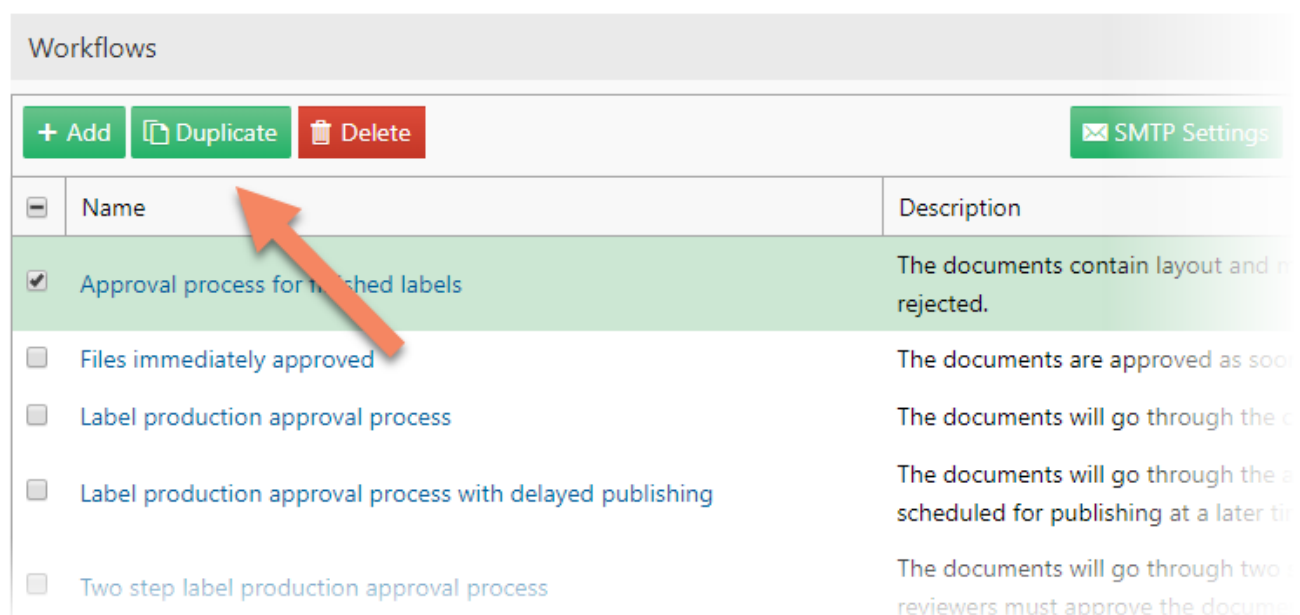 Workflows
+ Add Duplicate Delete SMTP Settings
Name Description
Approval process for finished labels The documents contain layout and
rejected.
Files immediately approved The documents are approved as soon
Label production approval process The documents will go through the
The documents will go through the
Label production approval process with delayed publishing
scheduled for publishing at a later
Two step label production approval process The documents will go through two
reviewers must approve the